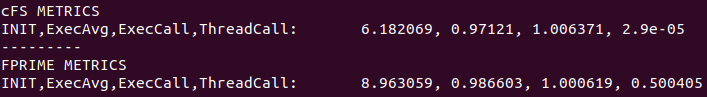 cFS METRICS
INIT,ExecAvg,ExecCall,ThreadCall: 6.182069, 0.97121, 1.006371, 2.9e-05
---------
FPRIME METRICS
INIT,ExecAvg,ExecCall,ThreadCall: 8.963059, 0.986603, 1.000619, 0.500405